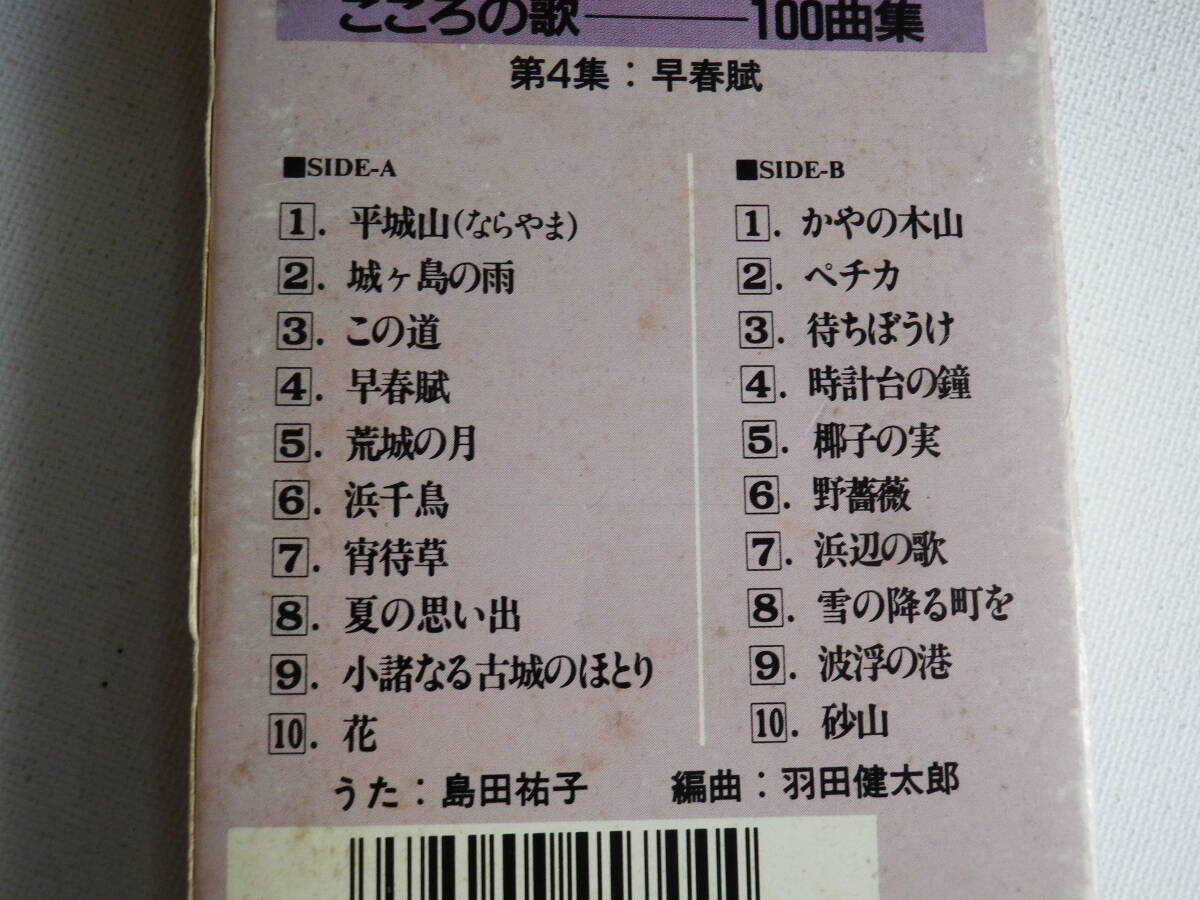 こころの歌―――100曲集
第4集：早春賦
■SIDE-A
1. 平城山(ならやま)
2. 城ヶ島の雨
3. この道
4. 早春賦
5. 荒城の月
6. 浜千鳥
7. 宵待草
8. 夏の思い出
9. 小諸なる古城のほとり
10. 花
■SIDE-B
1. かやの木山
2. ペチカ
3. 待ちぼうけ
4. 時計台の鐘
5. 椰子の実
6. 野薔薇
7. 浜辺の歌
8. 雪の降る町を
9. 波浮の港
10. 砂山
うた：島田祐子 編曲：羽田健太郎